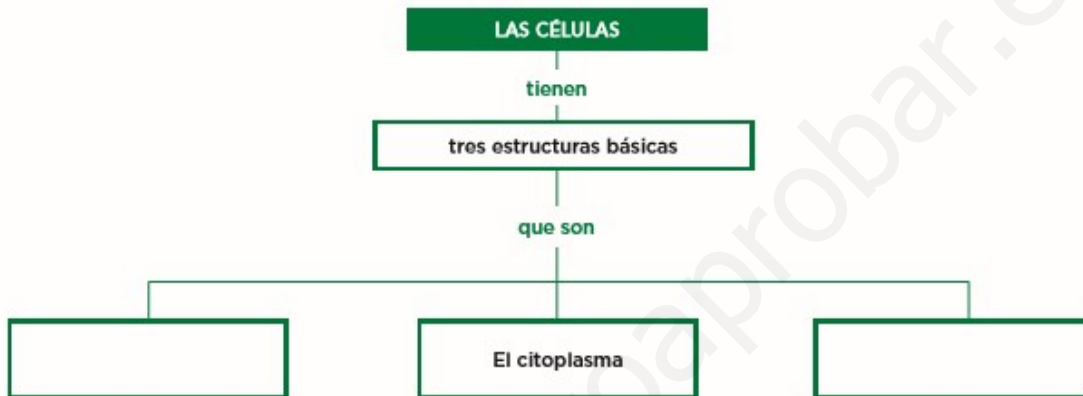 LAS CÉLULAS
tienen
tres estructuras básicas
que son
El citoplasma